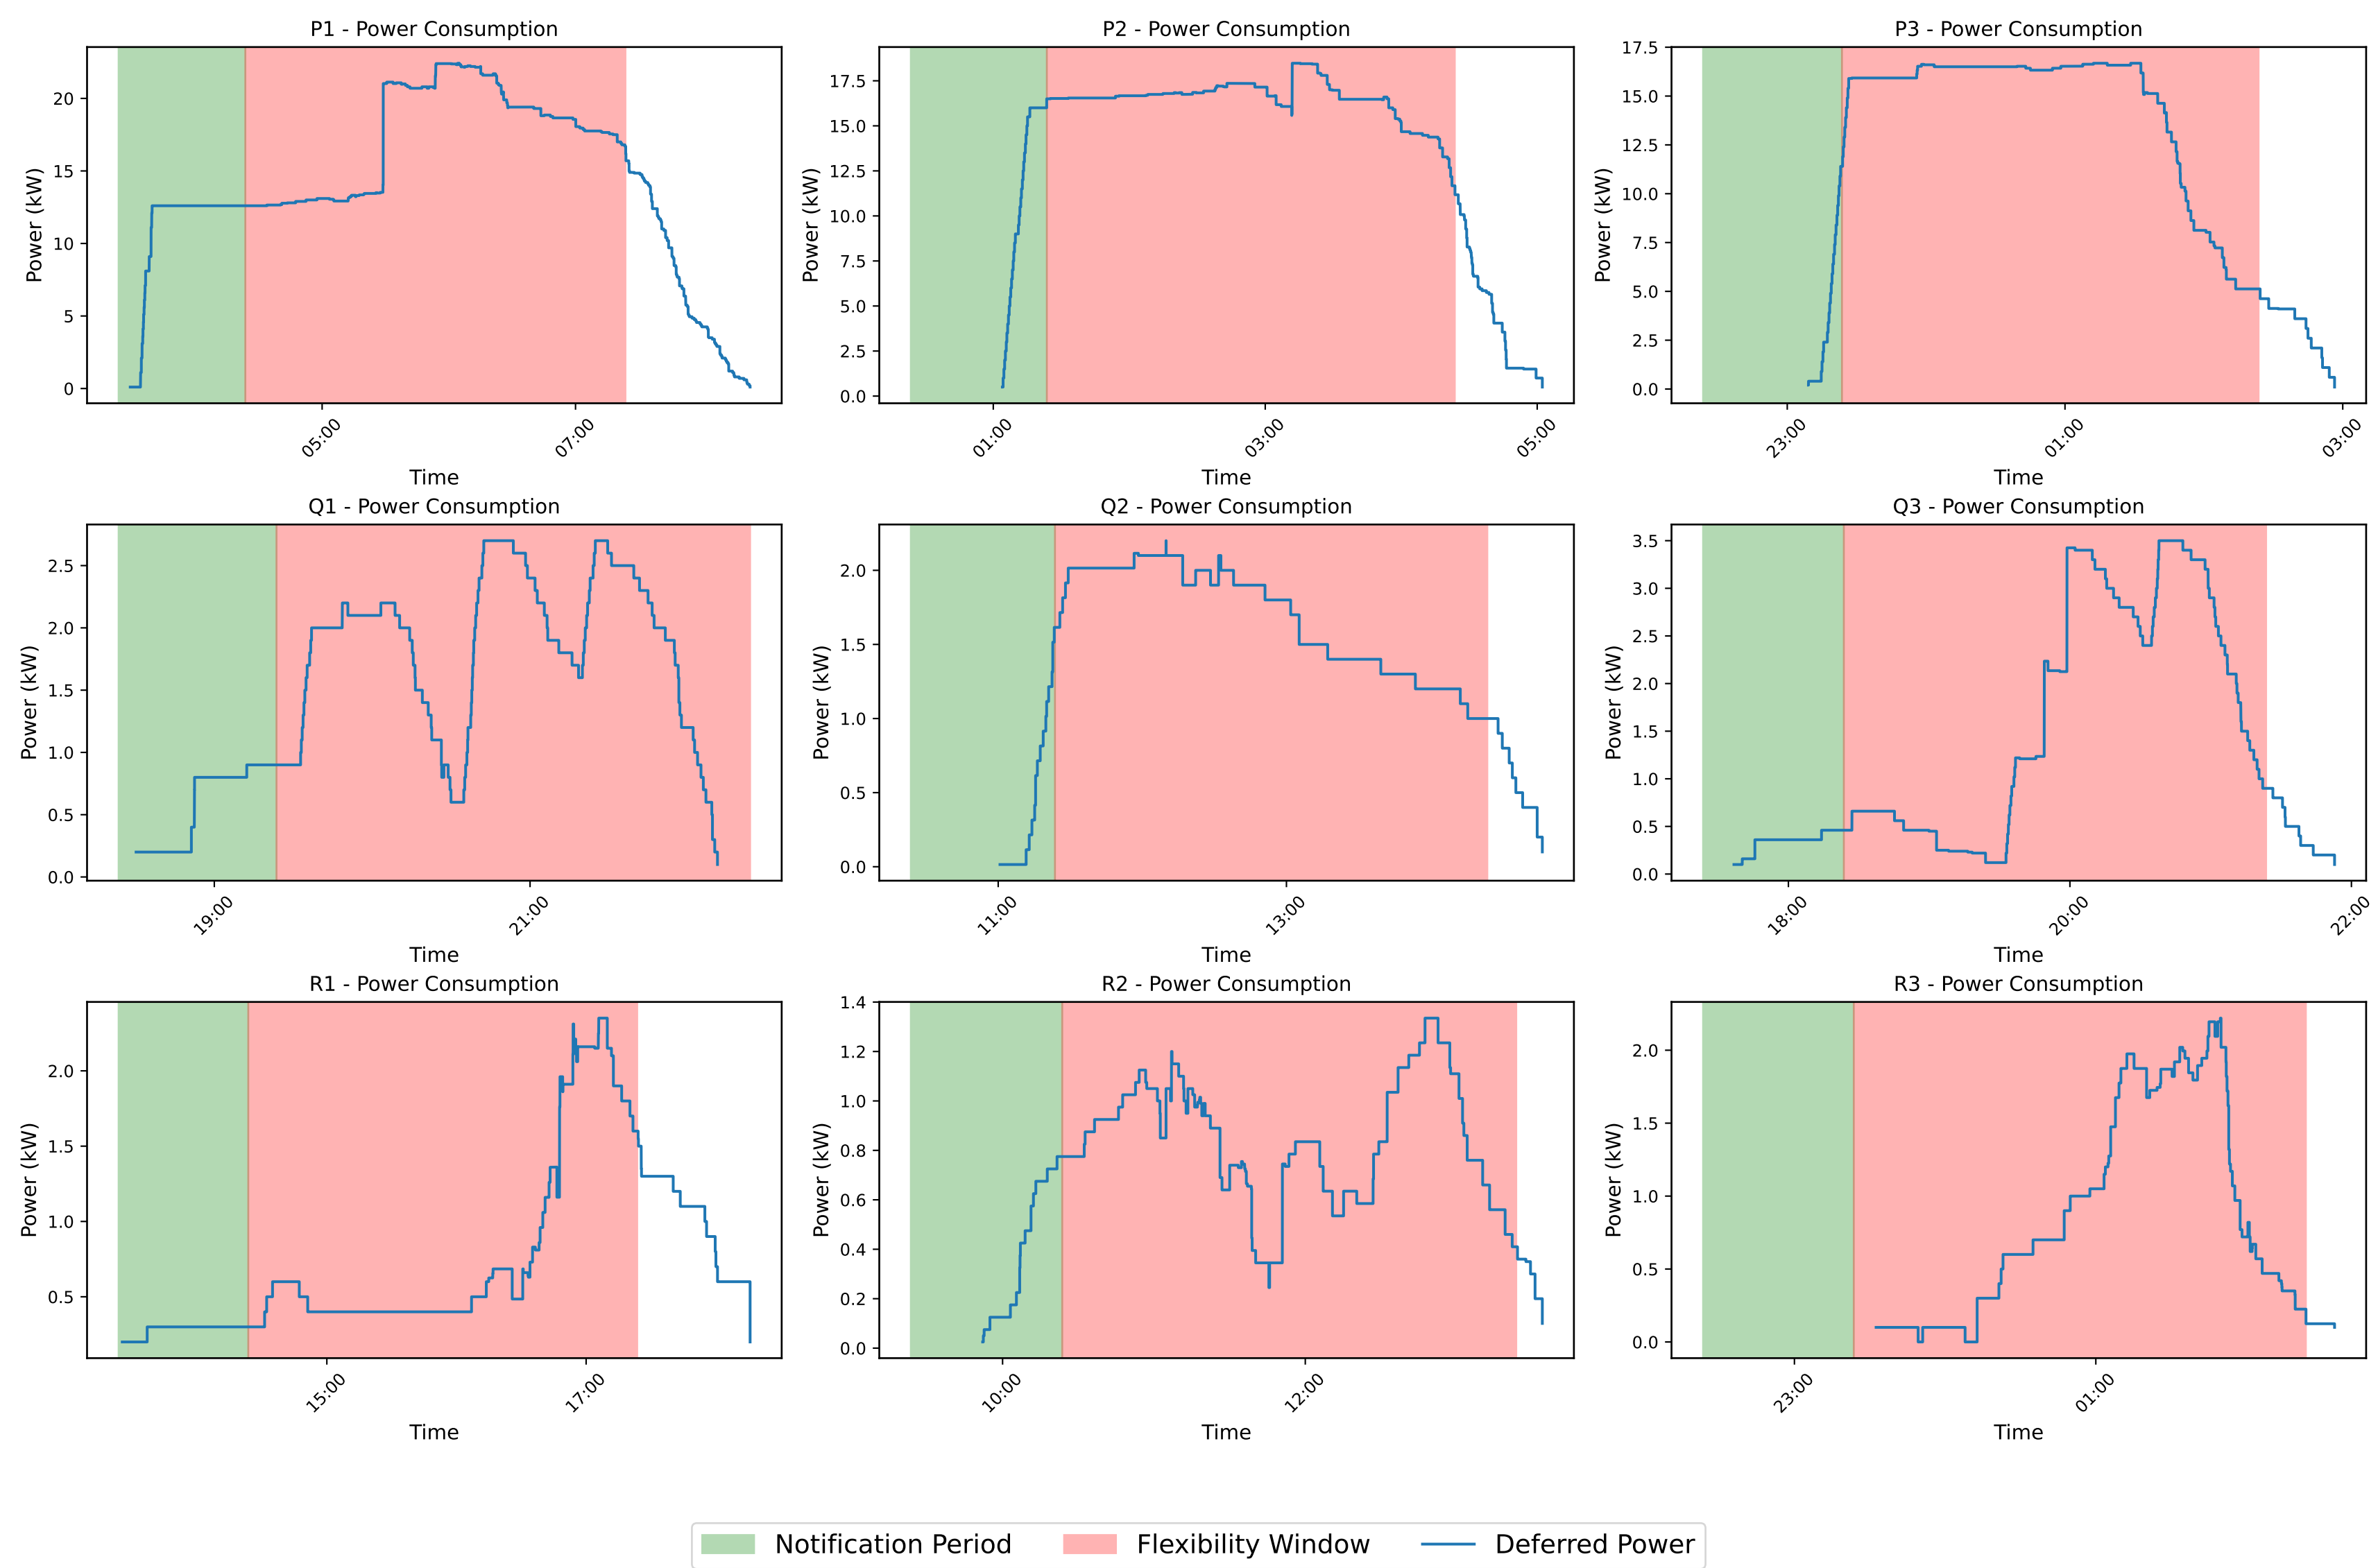 P1 - Power Consumption
Power (kW)
20
15
10
5
0
05:00
07:00
Time
P2 - Power Consumption
Power (kW)
17.5
15.0
12.5
10.0
7.5
5.0
2.5
0.0
01:00
03:00
05:00
Time
P3 - Power Consumption
Power (kW)
17.5
15.0
12.5
10.0
7.5
5.0
2.5
0.0
23:00
01:00
03:00
Time
Q1 - Power Consumption
Power (kW)
2.5
2.0
1.5
1.0
0.5
0.0
19:00
21:00
Time
Q2 - Power Consumption
Power (kW)
2.0
1.5
1.0
0.5
0.0
11:00
13:00
Time
Q3 - Power Consumption
Power (kW)
3.5
3.0
2.5
2.0
1.5
1.0
0.5
0.0
18:00
20:00
22:00
Time
R1 - Power Consumption
Power (kW)
2.0
1.5
1.0
0.5
15:00
17:00
Time
R2 - Power Consumption
Power (kW)
1.4
1.2
1.0
0.8
0.6
0.4
0.2
0.0
10:00
12:00
Time
R3 - Power Consumption
Power (kW)
2.0
1.5
1.0
0.5
0.0
23:00
01:00
Time
Notification Period
Flexibility Window
Deferred Power